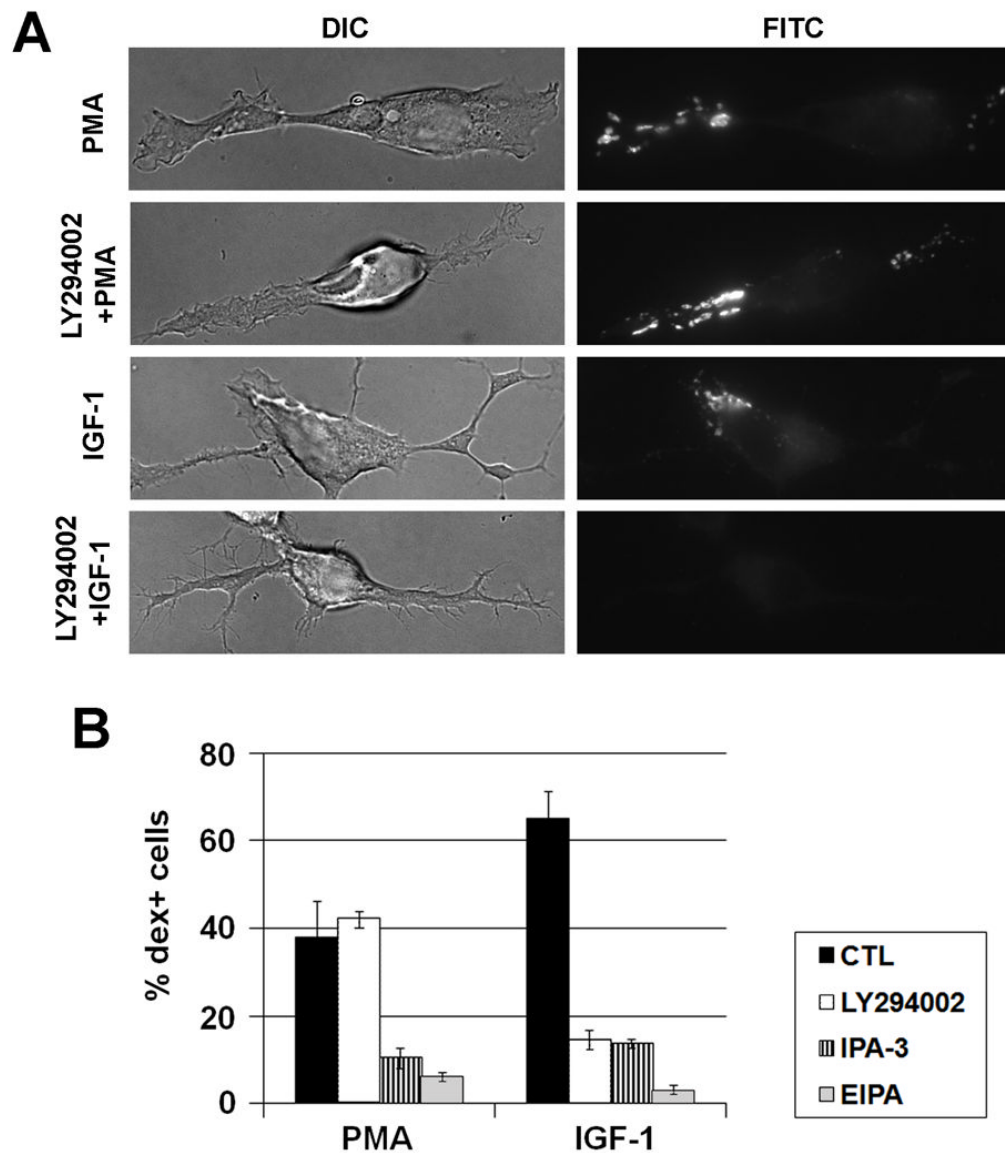 A
DIC
FITC
PMA
LY294002
+PMA
IGF-1
LY294002
+IGF-1
B
% dex+ cells
80
60
40
20
0
PMA
IGF-1
CTL
LY294002
IPA-3
EIPA